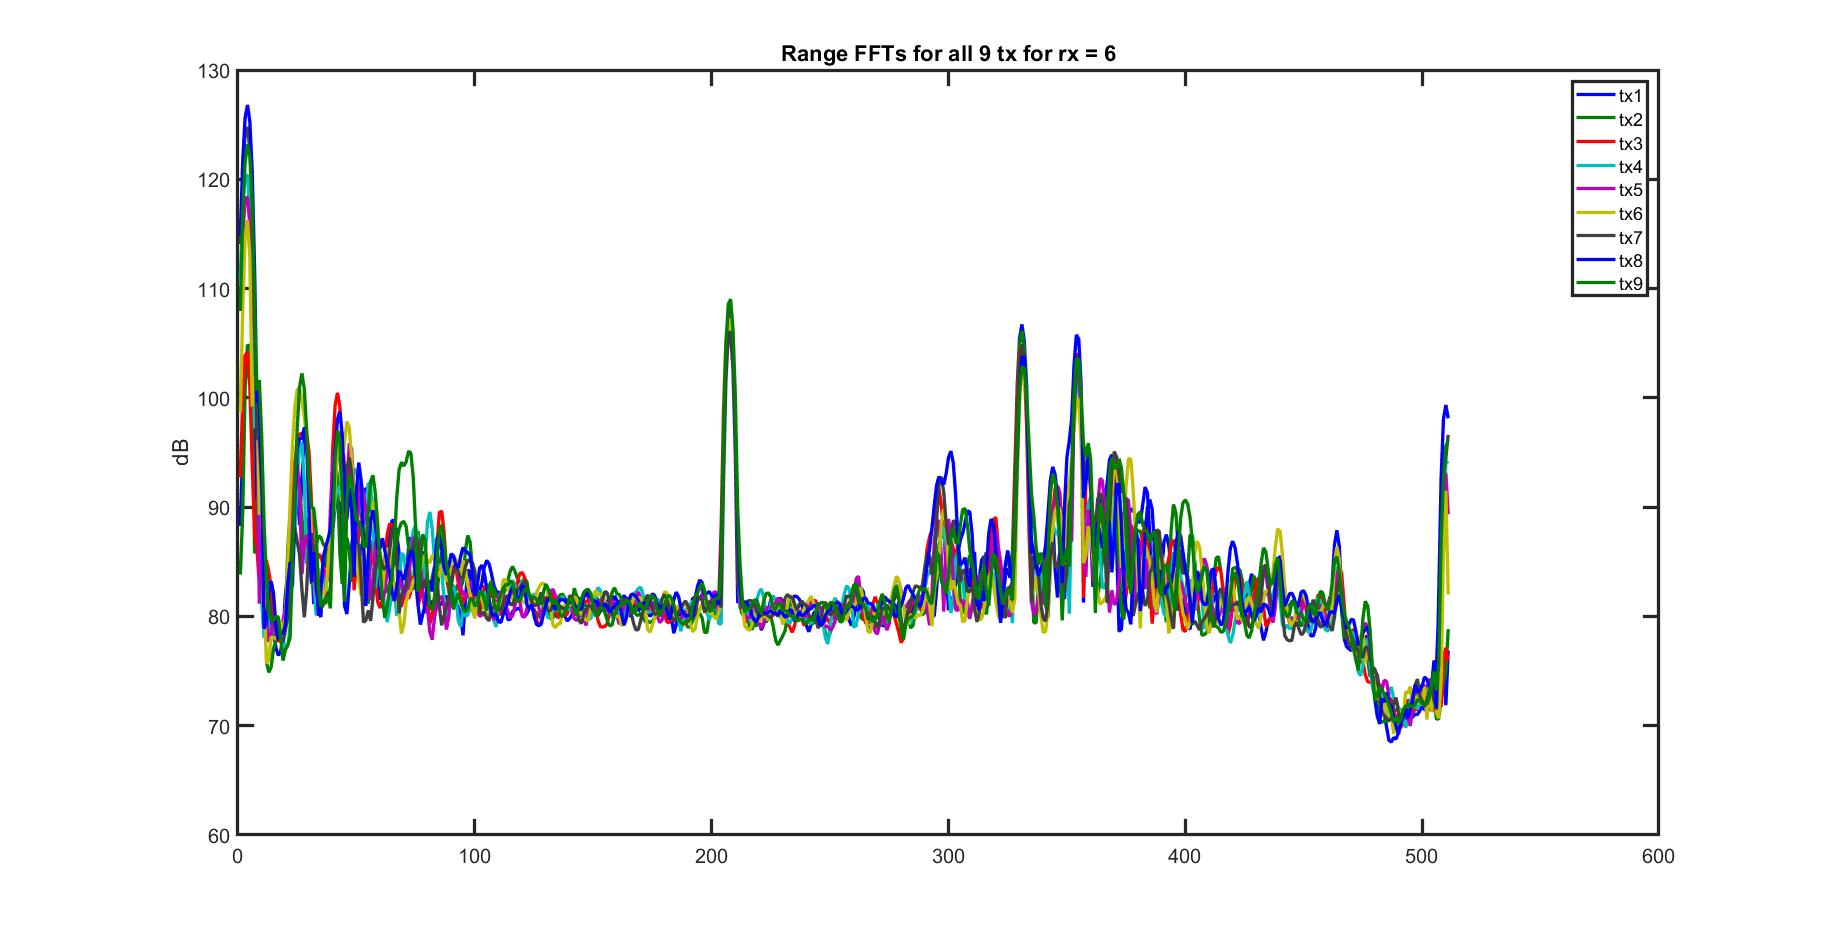 Range FFTs for all 9 tx for rx = 6
130
120
110
100
90
80
70
60
dB
0 100 200 300 400 500 600
tx1
tx2
tx3
tx4
tx5
tx6
tx7
tx8
tx9